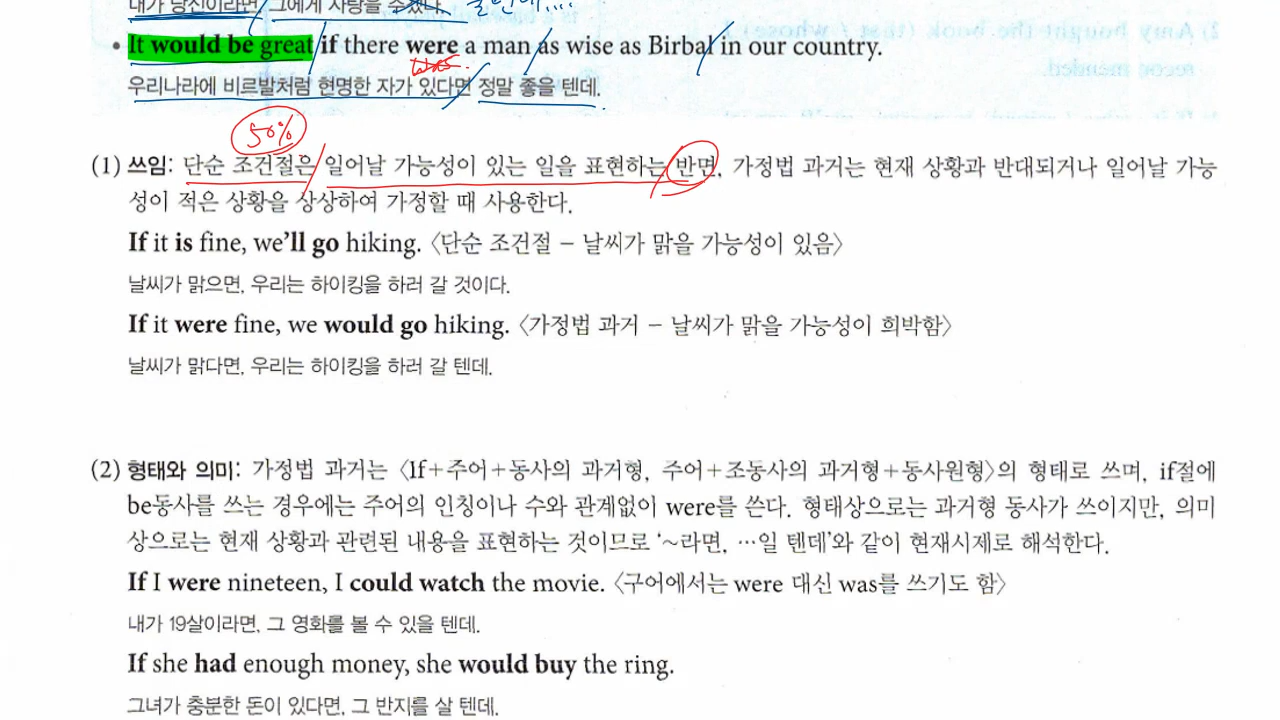 내가 당신이라면, 그에게 사랑을
• It would be great if there were a man as wise as Birbal in our country.
was.
우리나라에 비르발처럼 현명한 자가 있다면 정말 좋을 텐데.
50%
(1) 쓰임: 단순 조건절은 일어날 가능성이 있는 일을 표현하는 반면, 가정법 과거는 현재 상황과 반대되거나 일어날 가능
성이 적은 상황을 상상하여 가정할 때 사용한다.
If it is fine, we'll go hiking. 〈단순 조건절 – 날씨가 맑을 가능성이 있음〉
날씨가 맑으면, 우리는 하이킹을 하러 갈 것이다.
If it were fine, we would go hiking. 〈가정법 과거 – 날씨가 맑을 가능성이 희박함〉
날씨가 맑다면, 우리는 하이킹을 하러 갈 텐데.
(2) 형태와 의미: 가정법 과거는 〈If+주어+동사의 과거형, 주어+조동사의 과거형+동사원형〉의 형태로 쓰며, if절에
be동사를 쓰는 경우에는 주어의 인칭이나 수와 관계없이 were를 쓴다. 형태상으로는 과거형 동사가 쓰이지만, 의미
상으로는 현재 상황과 관련된 내용을 표현하는 것이므로 '~라면, …일 텐데'와 같이 현재시제로 해석한다.
If I were nineteen, I could watch the movie. 〈구어에서는 were 대신 was를 쓰기도 함〉
내가 19살이라면, 그 영화를 볼 수 있을 텐데.
If she had enough money, she would buy the ring.
그녀가 충분한 돈이 있다면, 그 반지를 살 텐데.